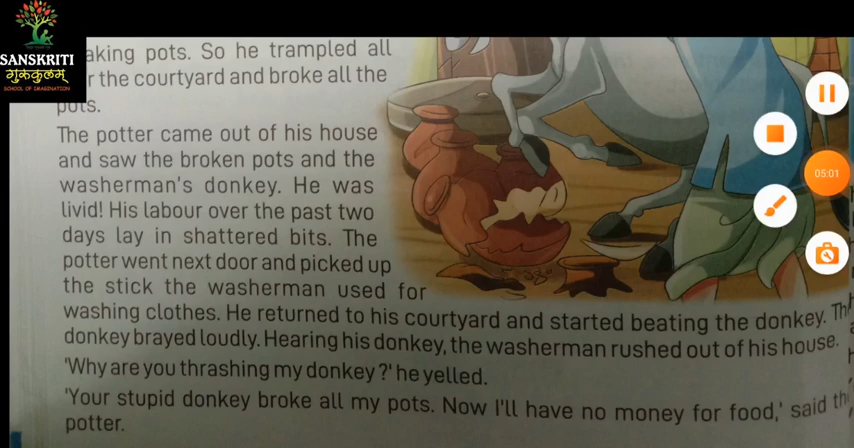 SANSKRITI
गुरुकुलम्
SCHOOL OF IMAGINATION
aking pots. So he trampled all
r the courtyard and broke all the
pots.
The potter came out of his house
and saw the broken pots and the
washerman's donkey. He was
livid! His labour over the past two
days lay in shattered bits. The
potter went next door and picked up
the stick the washerman used for
washing clothes. He returned to his courtyard and started beating the donkey. Th
donkey brayed loudly. Hearing his donkey, the washerman rushed out of his house.
'Why are you thrashing my donkey ?' he yelled.
'Your stupid donkey broke all my pots. Now I'll have no money for food,' said th
potter.
05:01